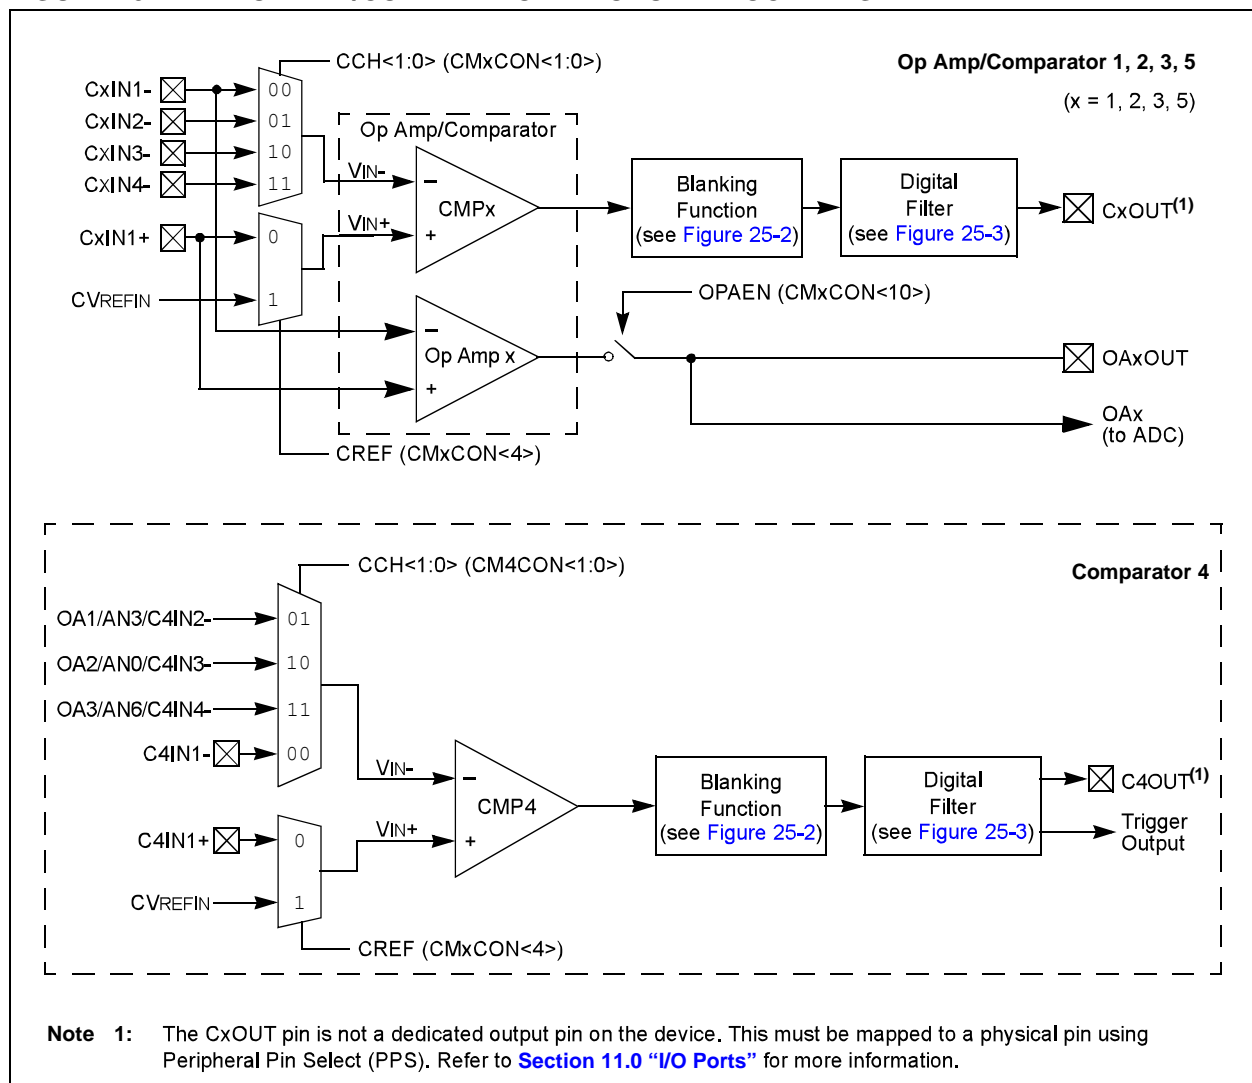 CCH<1:0> (CMxCON<1:0>)
Op Amp/Comparator 1, 2, 3, 5
(x = 1, 2, 3, 5)
CxIN1-
CxIN2-
CXIN3-
CxIN4-
00
01
10
11
Op Amp/Comparator
VIN-
–
CMPx
VIN+
+
Blanking
Function
(see Figure 25-2)
Digital
Filter
(see Figure 25-3)
CxOUT(1)
CxIN1+
0
CVREFIN
1
OPAEN (CMxCON<10>)
–
Op Amp x
+
OAxOUT
OAx
(to ADC)
CREF (CMxCON<4>)
CCH<1:0> (CM4CON<1:0>)
Comparator 4
OA1/AN3/C4IN2-
01
OA2/AN0/C4IN3-
10
OA3/AN6/C4IN4-
11
C4IN1-
00
VIN-
–
CMP4
VIN+
+
Blanking
Function
(see Figure 25-2)
Digital
Filter
(see Figure 25-3)
C4OUT(1)
Trigger
Output
C4IN1+
0
CVREFIN
1
CREF (CMxCON<4>)
Note 1: The CxOUT pin is not a dedicated output pin on the device. This must be mapped to a physical pin using
Peripheral Pin Select (PPS). Refer to Section 11.0 “I/O Ports” for more information.